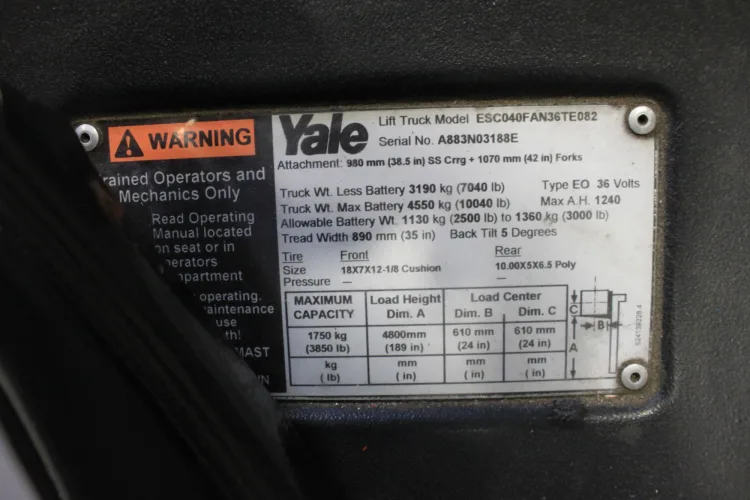 WARNING
rained Operators and
Mechanics Only
Read Operating
Manual located
on seat or in
perators
mpartment
operating.
aintenance
use
th!
MAST
Yale
Lift Truck Model ESC040FAN36TE082
Serial No. A883N03188E
Attachment: 980 mm (38.5 in) SS Crrg + 1070 mm (42 in) Forks
Truck Wt. Less Battery 3190 kg (7040 lb) Type EO 36 Volts
Truck Wt. Max Battery 4550 kg (10040 lb) Max A.H. 1240
Allowable Battery Wt. 1130 kg (2500 lb) to 1360 kg (3000 lb)
Tread Width 890 mm (35 in) Back Tilt 5 Degrees
Tire Front Rear
Size 18X7X12-1/8 Cushion 10.00X5X6.5 Poly
Pressure — —
MAXIMUM CAPACITY Load Height Dim. A Load Center Dim. B Dim. C
1750 kg 4800mm 610 mm 610 mm
(3850 lb) (189 in) (24 in) (24 in)
kg mm mm mm
( lb) ( in) ( in) ( in)
C
B
A